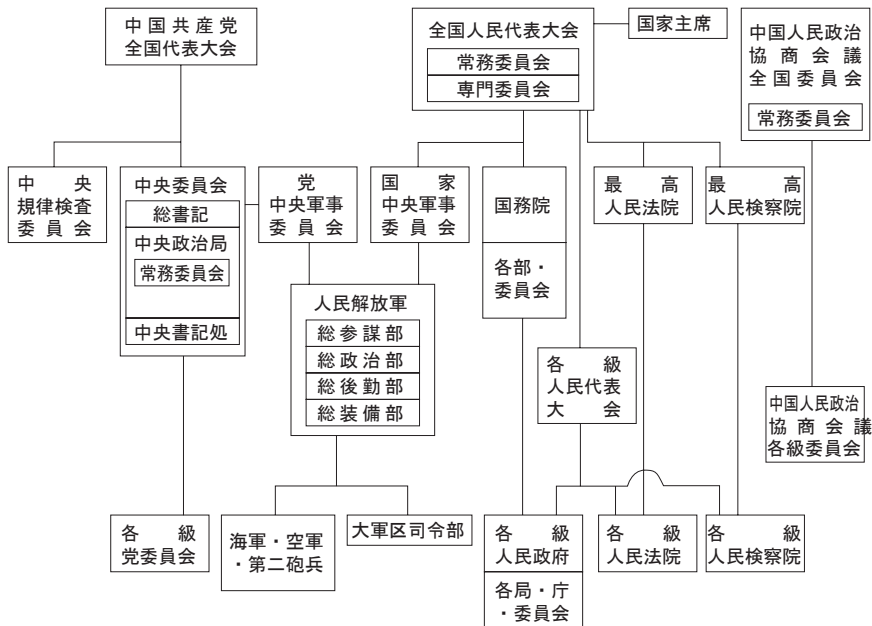 中国共産党
全国代表大会
全国人民代表大会
常務委員会
専門委員会
国家主席
中国人民政治
協商会議
全国委員会
常務委員会
中央
規律検査
委員会
中央委員会
総書記
中央政治局
常務委員会
中央書記処
党
中央軍事
委員会
国家
中央軍事
委員会
国務院
各部・
委員会
最高
人民法院
最高
人民検察院
人民解放軍
総参謀部
総政治部
総後勤部
総装備部
各級
人民代表
大会
中国人民政治
協商会議
各級委員会
各級
党委員会
海軍・空軍
・第二砲兵
大軍区司令部
各級
人民政府
各局・庁
・委員会
各級
人民法院
各級
人民検察院